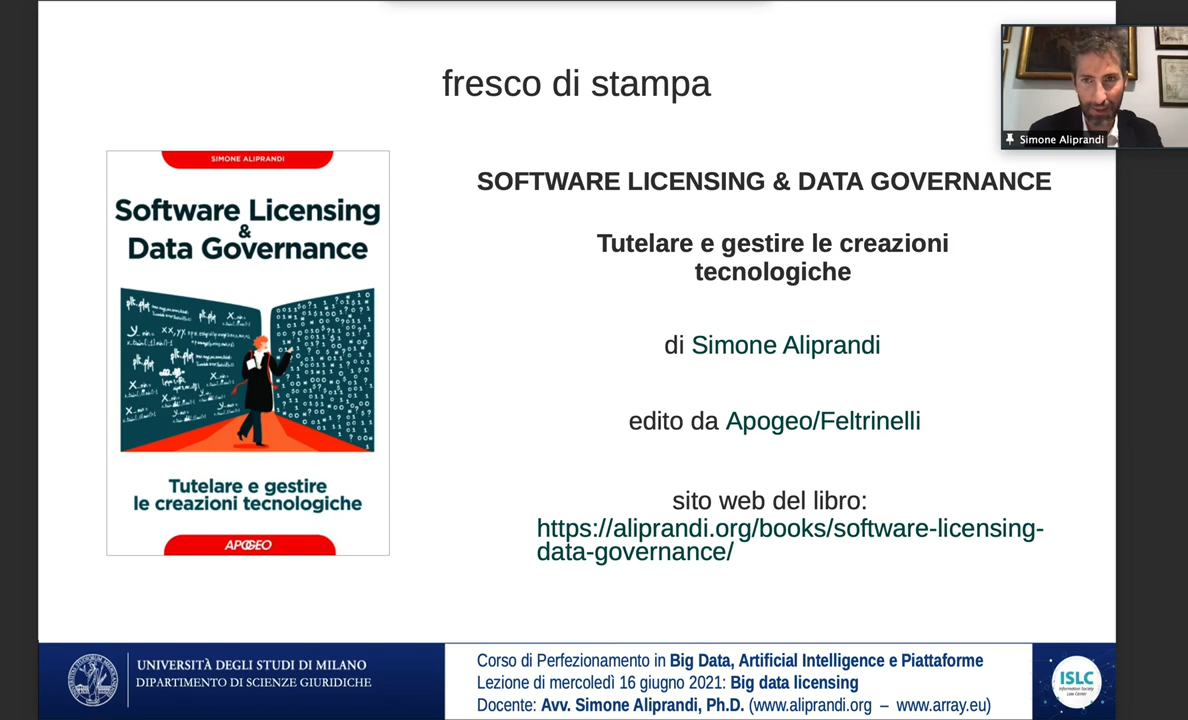 fresco di stampa
Simone Aliprandi
SIMONE ALIPRANDI
Software Licensing
&
Data Governance
Tutelare e gestire
le creazioni tecnologiche
APOGEO
SOFTWARE LICENSING & DATA GOVERNANCE
Tutelare e gestire le creazioni
tecnologiche
di Simone Aliprandi
edito da Apogeo/Feltrinelli
sito web del libro:
https://aliprandi.org/books/software-licensing-
data-governance/
UNIVERSITÀ DEGLI STUDI DI MILANO
DIPARTIMENTO DI SCIENZE GIURIDICHE
Corso di Perfezionamento in Big Data, Artificial Intelligence e Piattaforme
Lezione di mercoledì 16 giugno 2021: Big data licensing
Docente: Avv. Simone Aliprandi, Ph.D. (www.aliprandi.org – www.array.eu)
ISLC
Information Society
Law Center